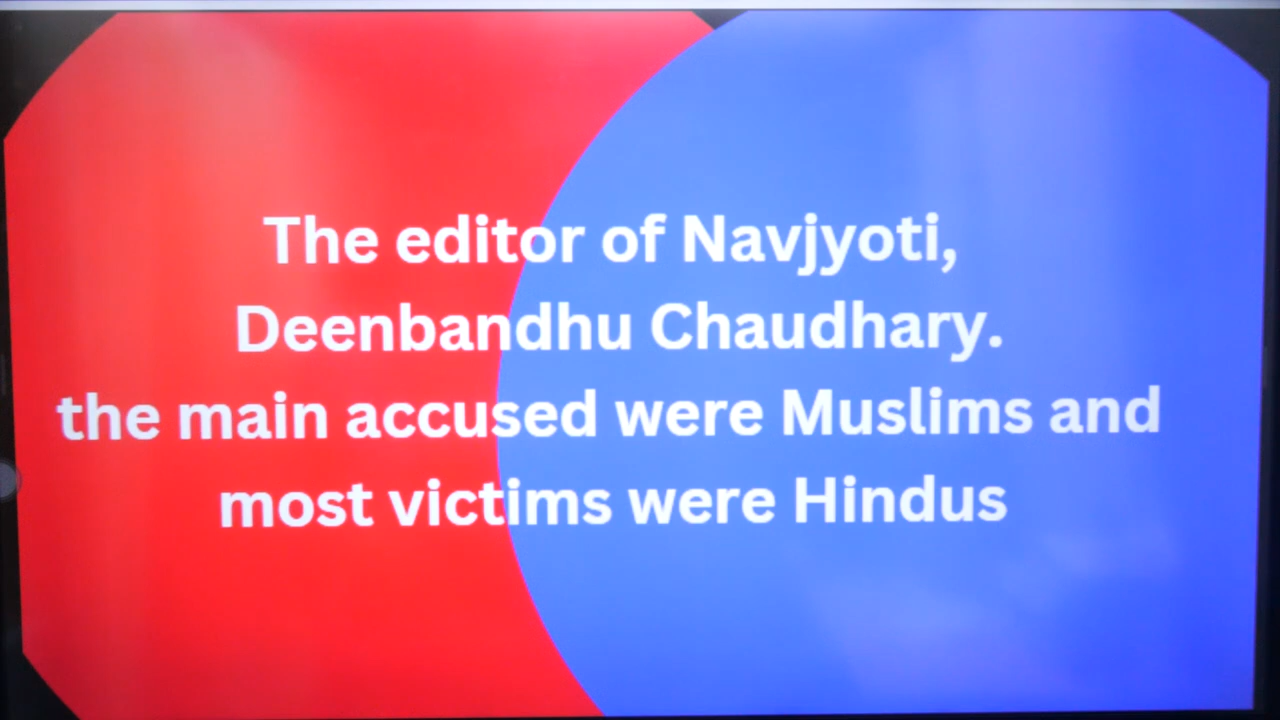 The editor of Navjyoti,
Deenbandhu Chaudhary.
the main accused were Muslims and
most victims were Hindus